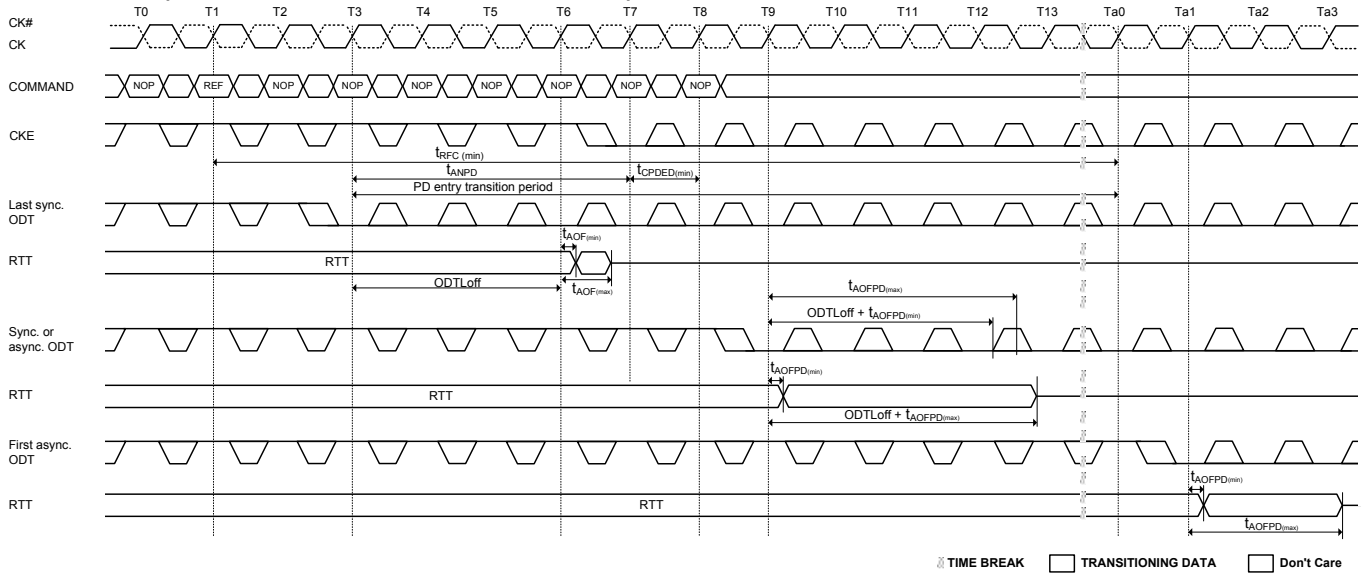 T0 T1 T2 T3 T4 T5 T6 T7 T8 T9 T10 T11 T12 T13 Ta0 Ta1 Ta2 Ta3
CK#
CK
COMMAND NOP REF NOP NOP NOP NOP NOP NOP NOP
CKE
tRFC (min)
tANPD tCPDED(min)
PD entry transition period
Last sync.
ODT
tAOF(min)
RTT RTT
ODTLoff tAOF(max)
tAOFPD(max)
ODTLoff + tAOFPD(min)
Sync. or
async. ODT
tAOFPD(min)
RTT RTT
ODTLoff + tAOFPD(max)
First async.
ODT
tAOFPD(min)
RTT RTT
tAOFPD(max)
TIME BREAK TRANSITIONING DATA Don't Care